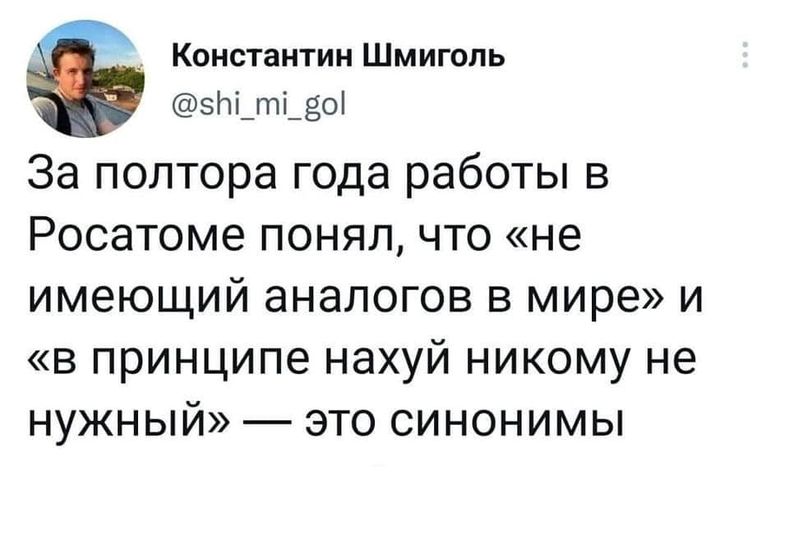 Константин Шмиголь
@shi_mi_gol
За полтора года работы в
Росатоме понял, что «не
имеющий аналогов в мире» и
«в принципе нахуй никому не
нужный» — это синонимы